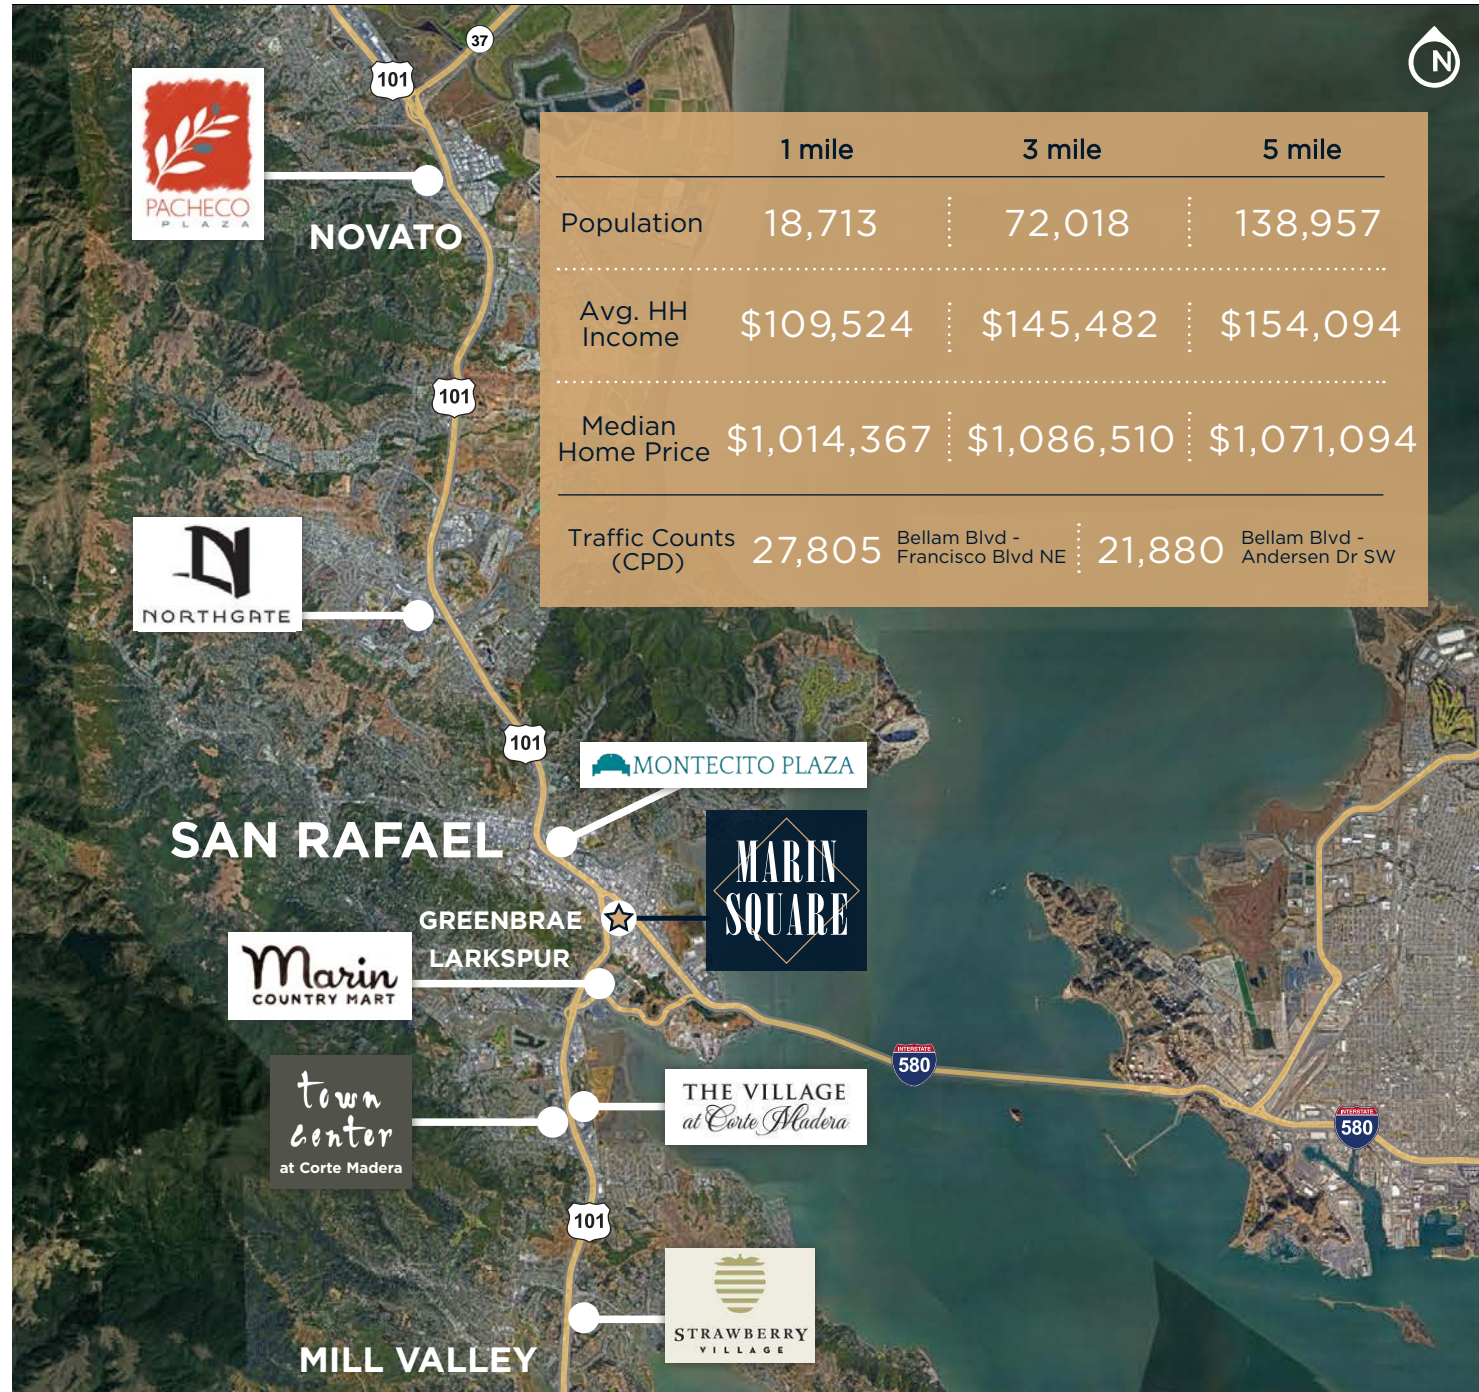 37
101
N
PACHECO
PLAZA
NOVATO
1 mile 3 mile 5 mile
Population 18,713 72,018 138,957
Avg. HH
Income $109,524 $145,482 $154,094
Median
Home Price $1,014,367 $1,086,510 $1,071,094
Traffic Counts
(CPD) 27,805 Bellam Blvd -
Francisco Blvd NE 21,880 Bellam Blvd -
Andersen Dr SW
101
N
NORTHGATE
101
MONTECITO PLAZA
SAN RAFAEL
MARIN
SQUARE
GREENBRAE
LARKSPUR
Marin
COUNTRY MART
INTERSTATE
580
town
center
at Corte Madera
THE VILLAGE
at Corte Madera
INTERSTATE
580
101
STRAWBERRY
VILLAGE
MILL VALLEY